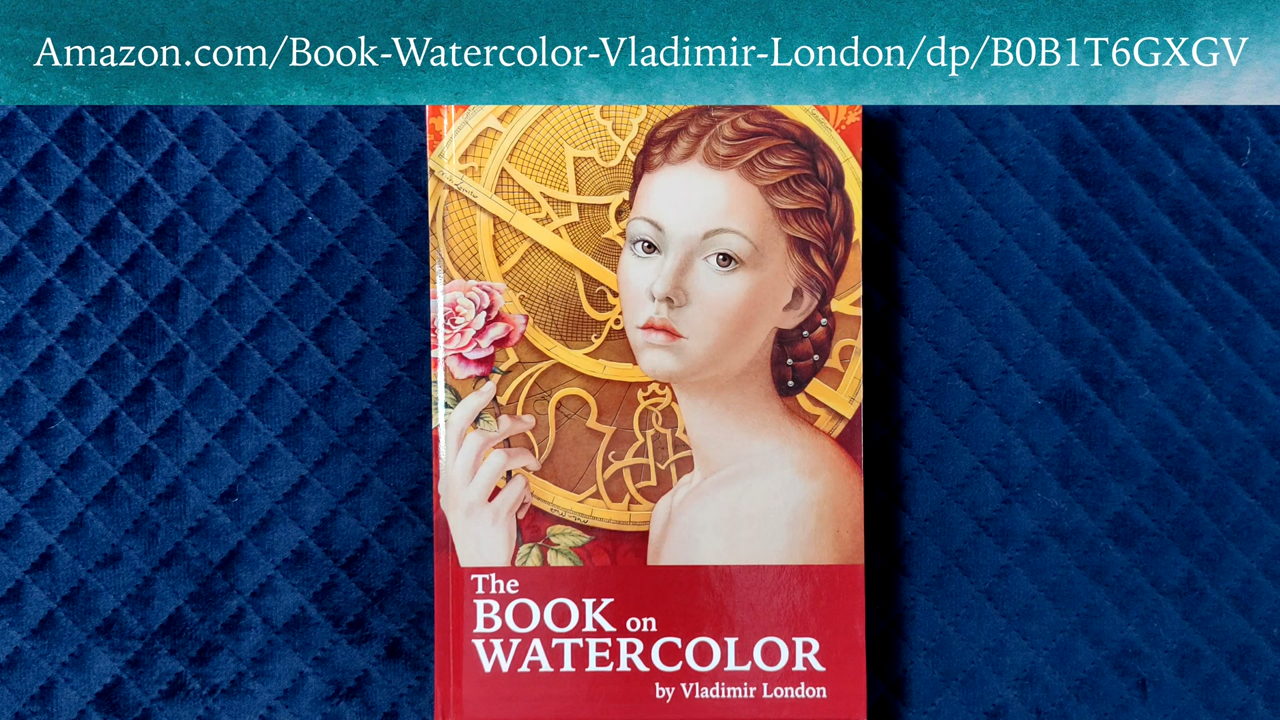 Amazon.com/Book-Watercolor-Vladimir-London/dp/B0B1T6GXGV
The
BOOK on
WATERCOLOR
by Vladimir London